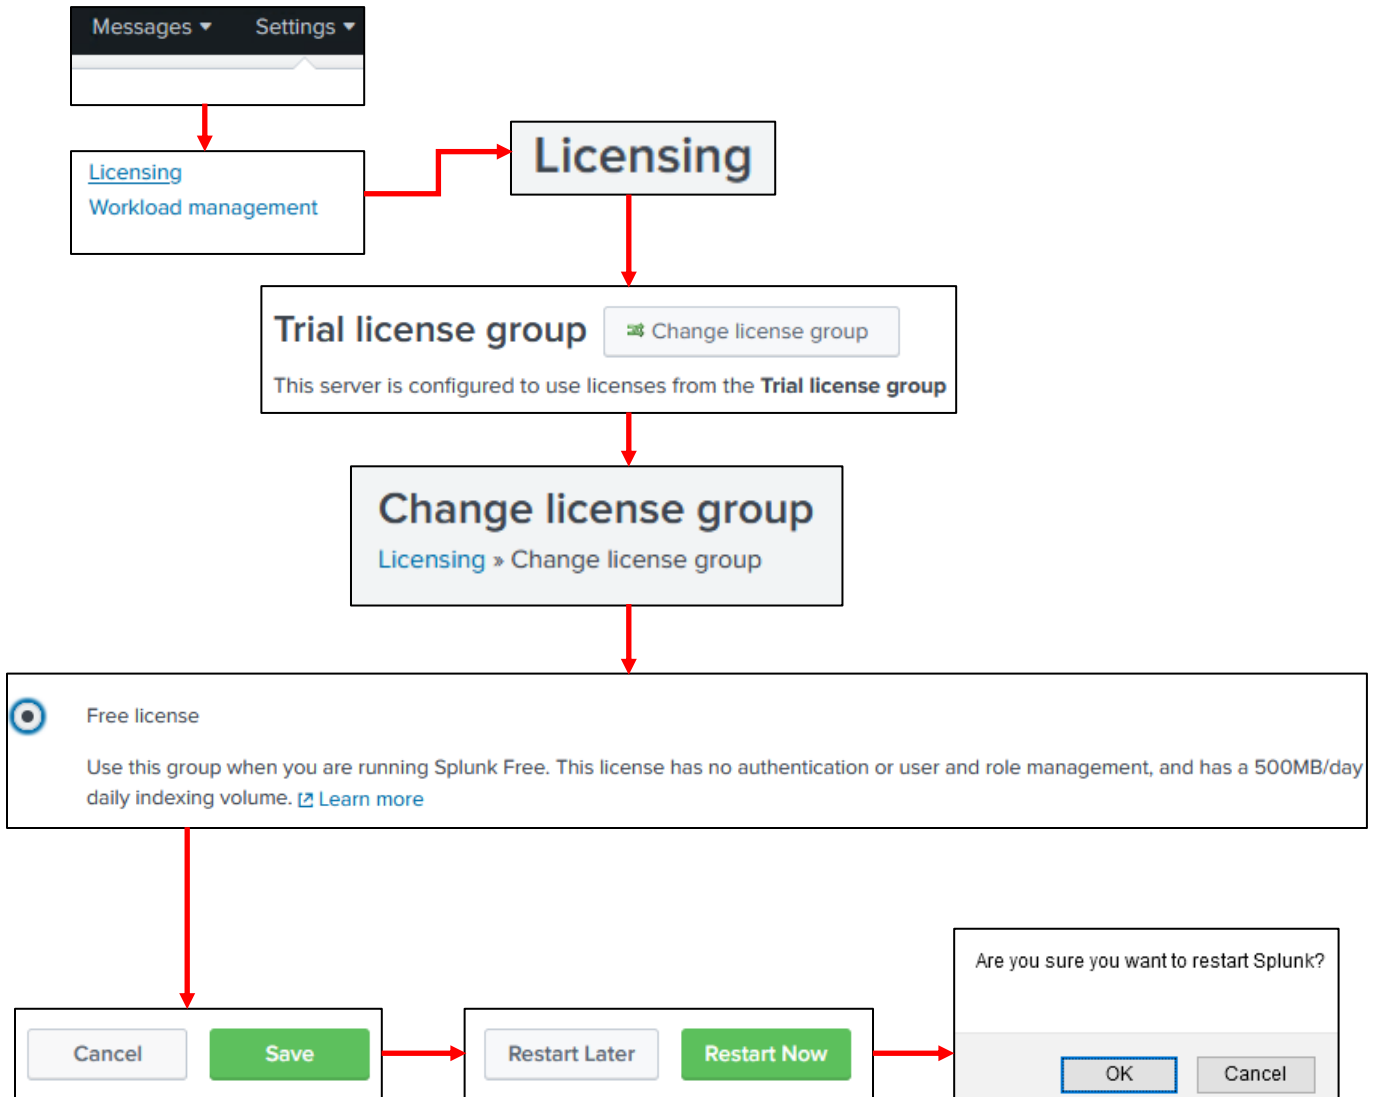 Messages Settings
Licensing
Workload management
Licensing
Trial license group Change license group
This server is configured to use licenses from the Trial license group
Change license group
Licensing » Change license group
Free license
Use this group when you are running Splunk Free. This license has no authentication or user and role management, and has a 500MB/day
daily indexing volume. Learn more
Are you sure you want to restart Splunk?
Cancel Save
Restart Later Restart Now
OK Cancel